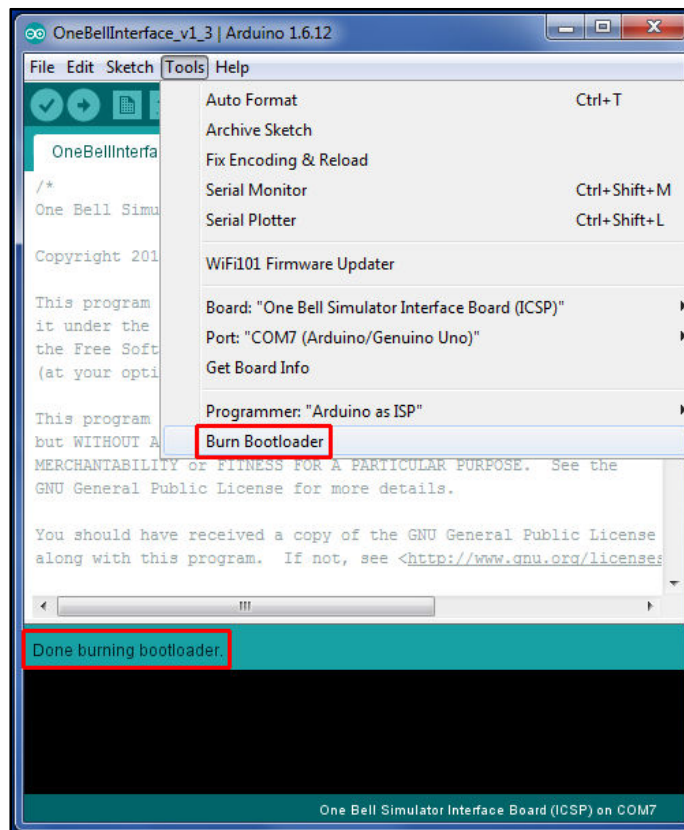 OneBellInterface_v1_3 | Arduino 1.6.12
File Edit Sketch Tools Help
Auto Format Ctrl+T
Archive Sketch
OneBellInterfa
Fix Encoding & Reload
/*
Serial Monitor Ctrl+Shift+M
One Bell Simu
Serial Plotter Ctrl+Shift+L
Copyright 201
WiFi101 Firmware Updater
This program
Board: "One Bell Simulator Interface Board (ICSP)"
it under the
Port: "COM7 (Arduino/Genuino Uno)"
the Free Soft
Get Board Info
(at your opti
This program
Programmer: "Arduino as ISP"
but WITHOUT A
Burn Bootloader
MERCHANTABILITY or FITNESS FOR A PARTICULAR PURPOSE. See the
GNU General Public License for more details.
You should have received a copy of the GNU General Public License
along with this program. If not, see <http://www.gnu.org/licenses
Done burning bootloader.
One Bell Simulator Interface Board (ICSP) on COM7